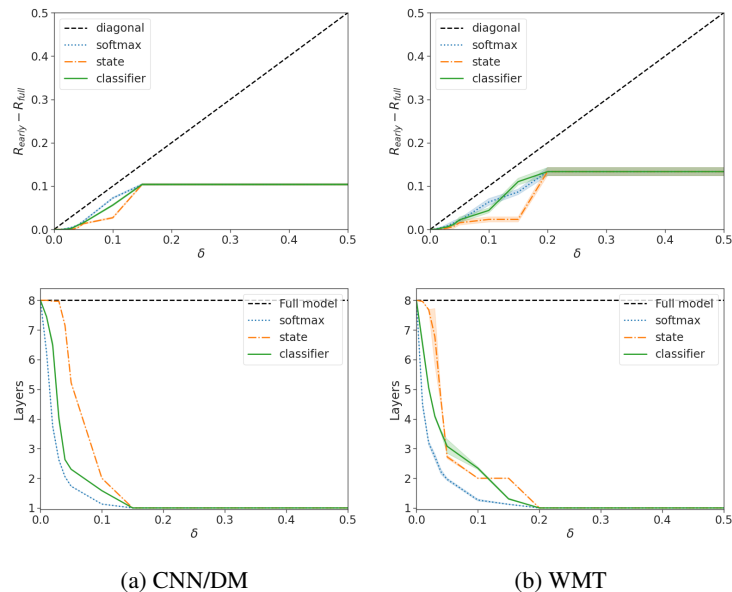 0.5
0.4
0.3
0.2
0.1
0.0
R_early − R_full
diagonal
softmax
state
classifier
0.0 0.1 0.2 0.3 0.4 0.5
δ
0.5
0.4
0.3
0.2
0.1
0.0
R_early − R_full
diagonal
softmax
state
classifier
0.0 0.1 0.2 0.3 0.4 0.5
δ
8
7
6
5
4
3
2
1
Layers
Full model
softmax
state
classifier
0.0 0.1 0.2 0.3 0.4 0.5
δ
8
7
6
5
4
3
2
1
Layers
Full model
softmax
state
classifier
0.0 0.1 0.2 0.3 0.4 0.5
δ
(a) CNN/DM
(b) WMT